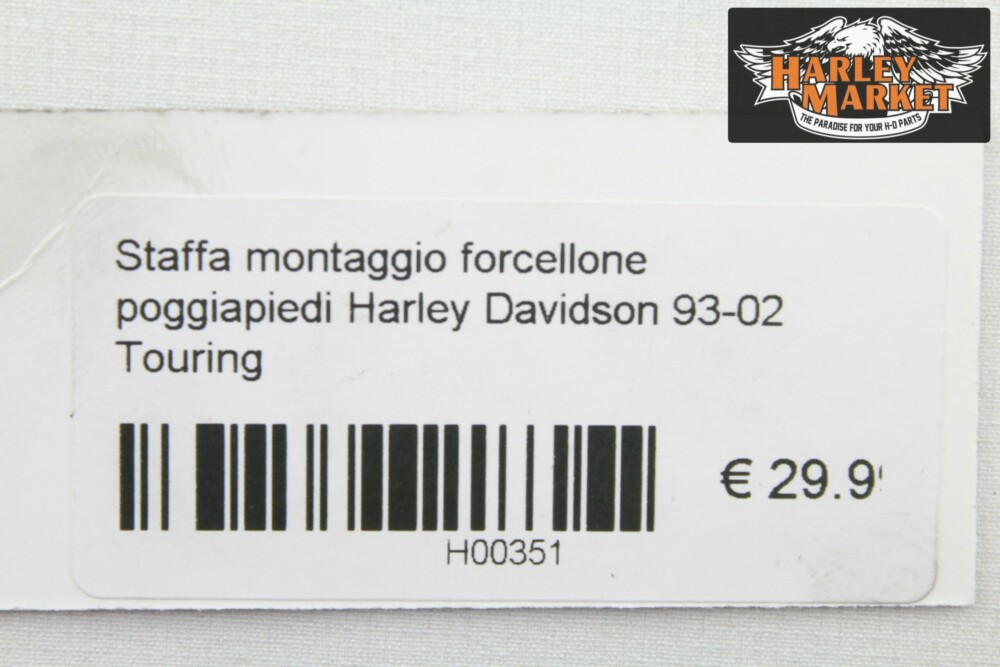 HARLEY
MARKET
THE PARADISE FOR YOUR H-D PARTS
Staffa montaggio forcellone
poggiapiedi Harley Davidson 93-02
Touring
€ 29.9
H00351